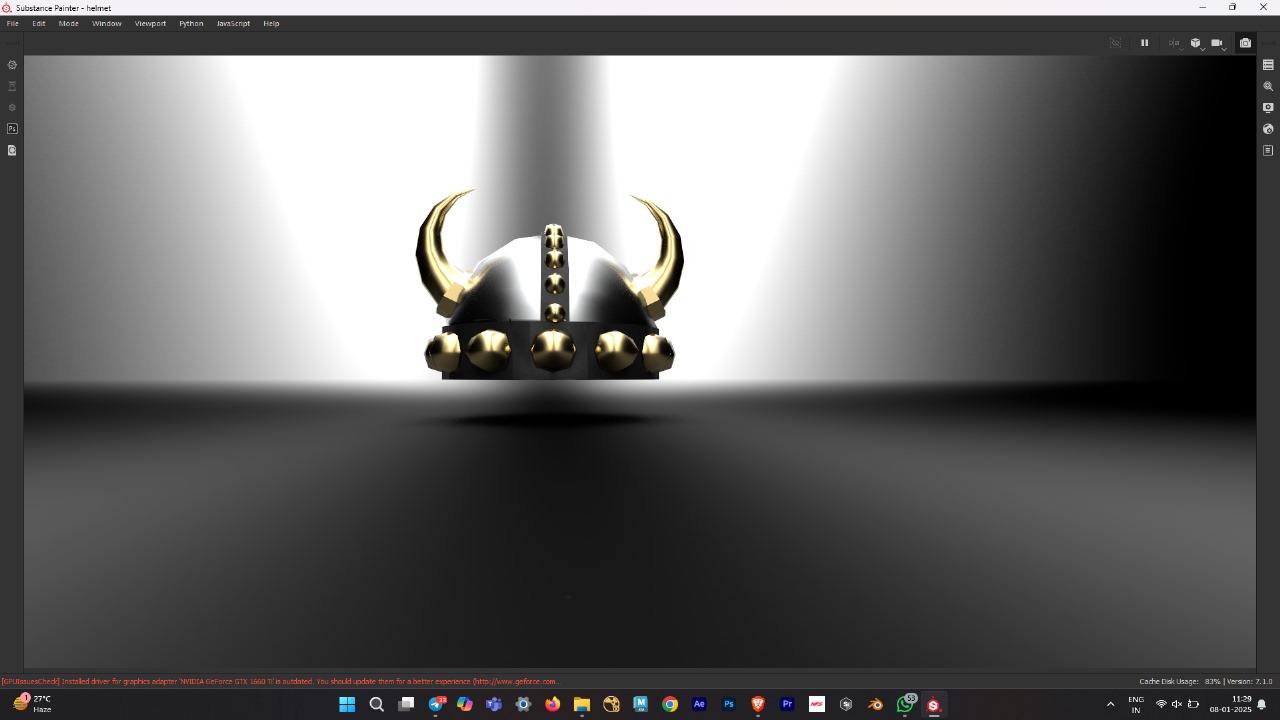 Substance Painter - helmet
File Edit Mode Window Viewport Python JavaScript Help
Ps
[GPUIssuesCheck] Installed driver for graphics adapter 'NVIDIA GeForce GTX 1660 Ti' is outdated. You should update them for a better experience (http://www.geforce.com...
Cache Disk Usage: 83% | Version: 7.1.0
1
27°C
Haze
33
M
Ae
Ps
Pr
53
ENG
IN
11:29
08-01-2025